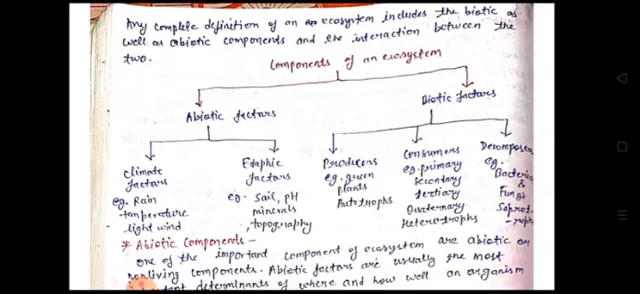 Any complete definition of an ecosystem includes the biotic as
well as abiotic components and the interaction between the
two.
Components of an ecosystem
Abiotic factors
Biotic factors
Climate
factors
eg. Rain
temperature
light wind
Edaphic
factors
eg. Soil, pH
minerals
, topography
Producers
eg. green
plants
Autotrophs
Consumers
eg. primary
Secondary
Tertiary
Quaternary
Heterotrophs
Decomposers
eg.
Bacteria
&
Fungi
Saprot-
-rophs
* Abiotic Components -
one of the important component of ecosystem are abiotic or
nonliving components. Abiotic factors are usually the most
determinants of where and how well an organism